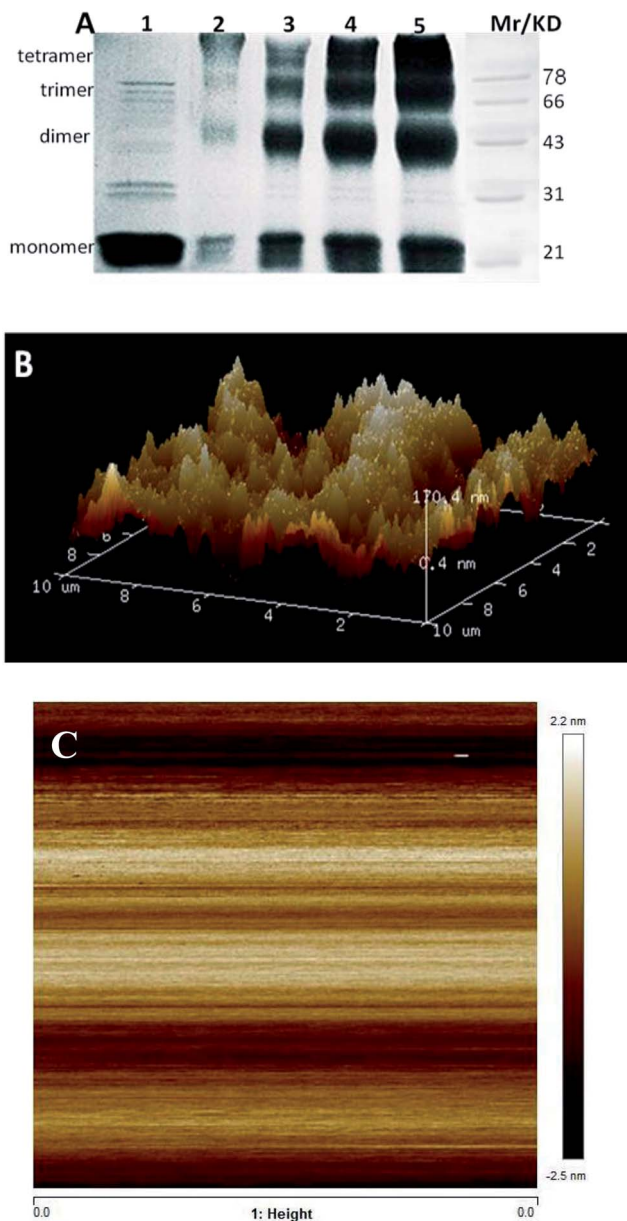 A 1 2 3 4 5 Mr/KD
tetramer
78
trimer
66
dimer
43
31
monomer
21
B
170.4 nm
0.4 nm
6
8
10 um
8
6
4
2
2
4
6
8
10 um
C
2.2 nm
-2.5 nm
0.0 0.0
1: Height